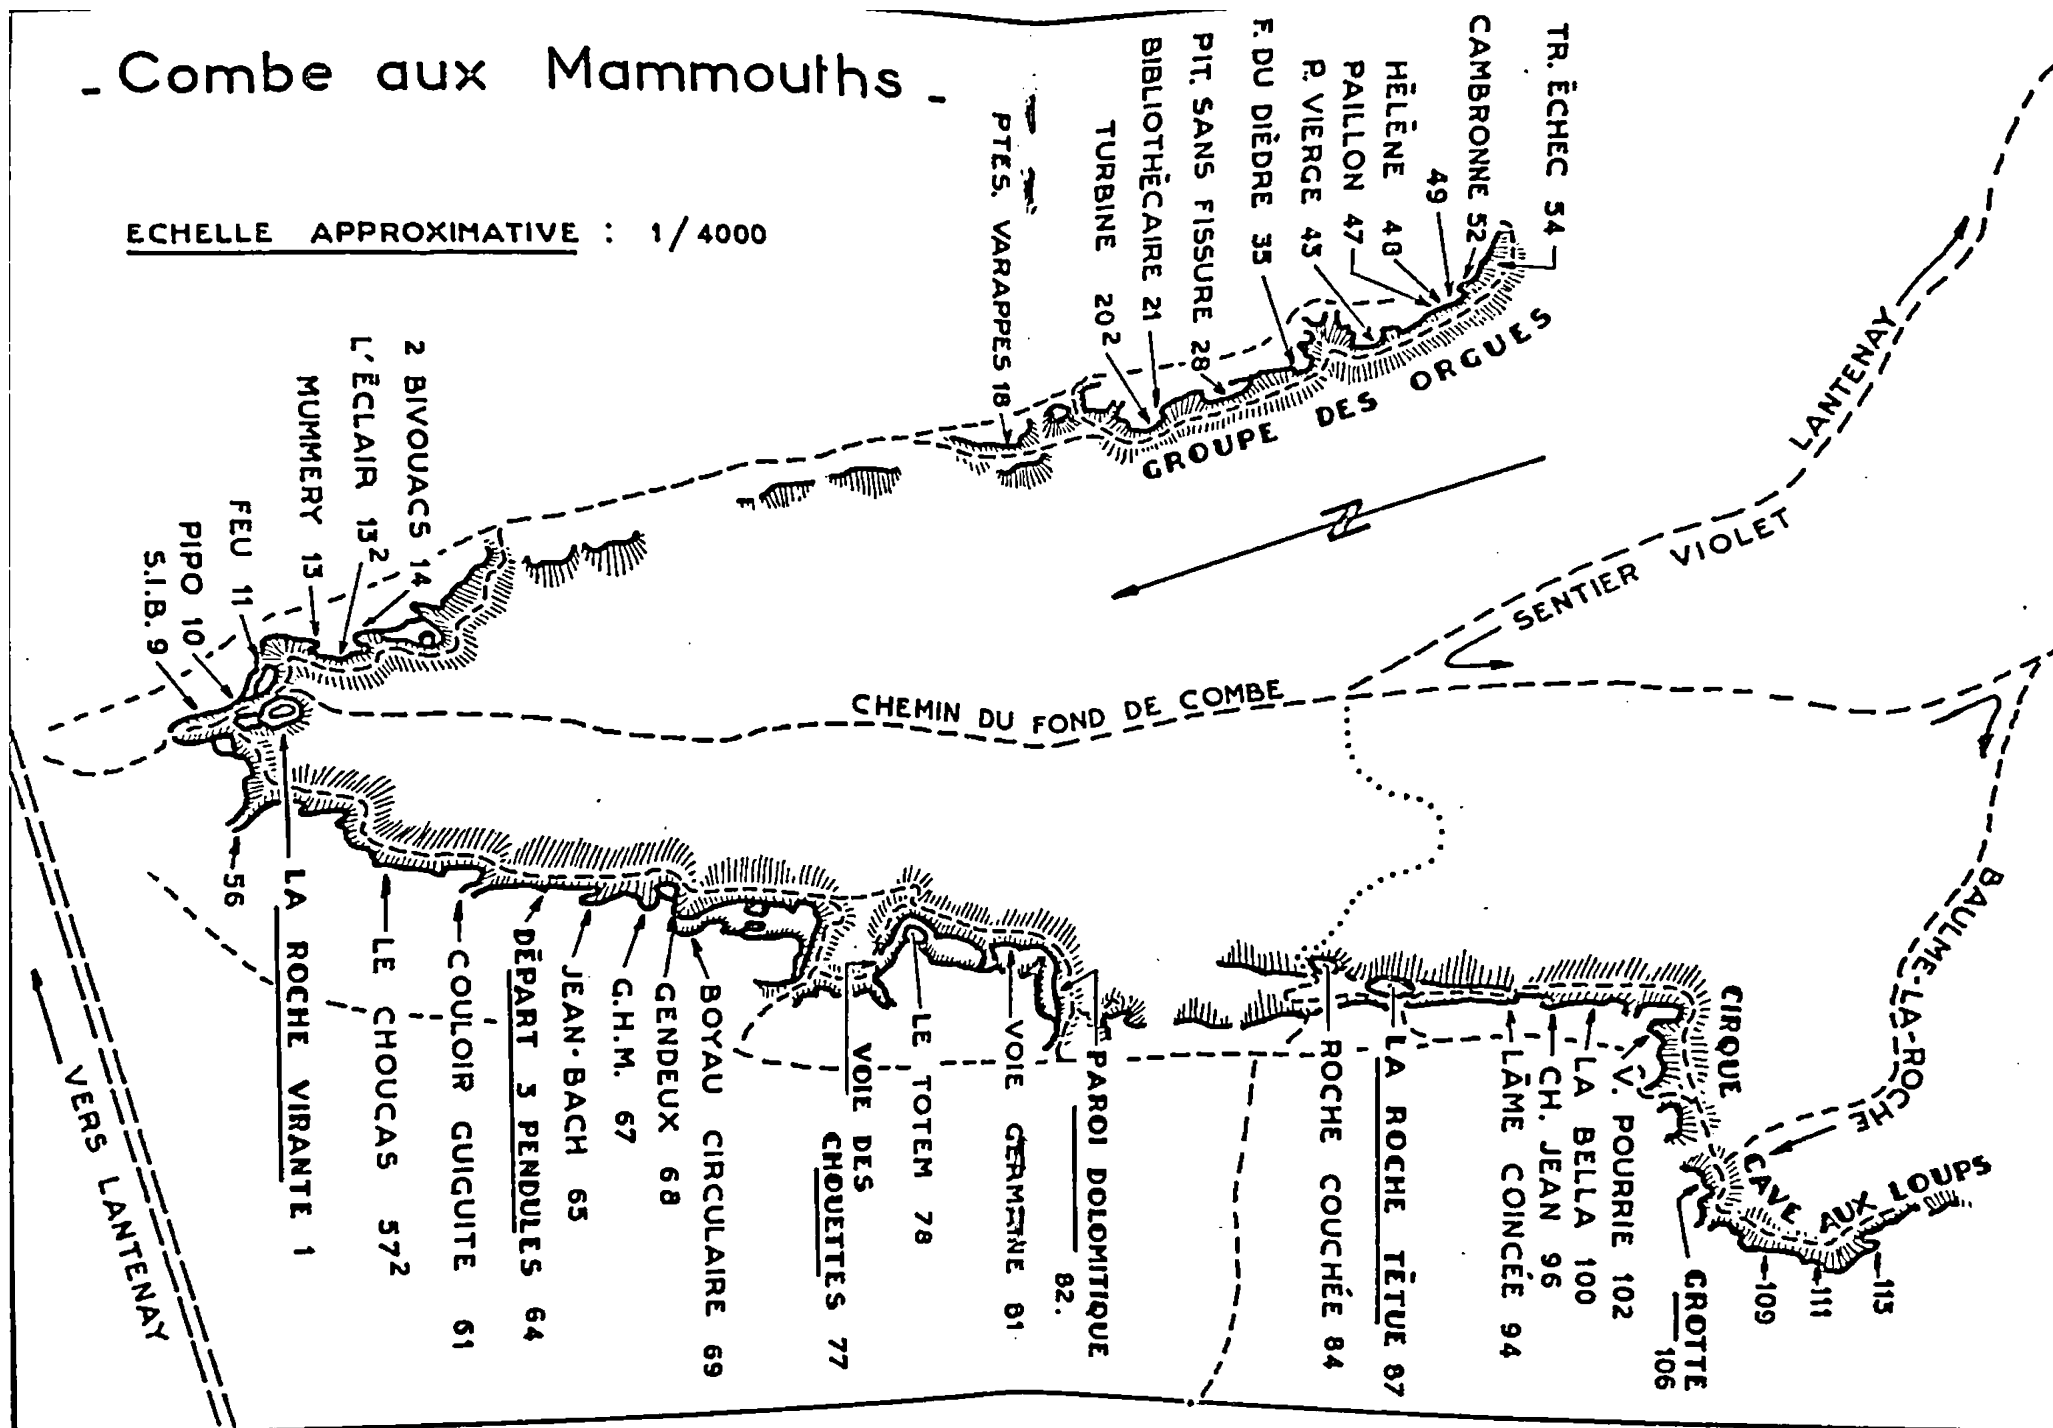 - Combe aux Mammouths -
ECHELLE APPROXIMATIVE : 1/4000
TR. ÉCHEC 54
CAMBRONNE 52
49
HÉLÈNE 48
PAILLON 47
P. VIERGE 43
F. DU DIÈDRE 35
PIT. SANS FISSURE 28
BIBLIOTHÉCAIRE 21
TURBINE 20²
PTES. VARAPPES 18
GROUPE DES ORGUES
2 BIVOUACS 14
L'ÉCLAIR 13²
MUMMERY 13
FEU 11
PIPO 10
S.I.B. 9
N
LANTENAY
SENTIER VIOLET
CHEMIN DU FOND DE COMBE
BAULME-LA-ROCHE
56
LA ROCHE VIRANTE 1
LE CHOUCAS 57²
COULOIR GUIGUITE 61
DÉPART 3 PENDULES 64
JEAN-BACH 65
G.H.M. 67
GENDEUX 68
BOYAU CIRCULAIRE 69
VOIE DES
CHOUETTES 77
LE TOTEM 78
VOIE GERMAINE 81
PAROI DOLOMITIQUE
82.
ROCHE COUCHÉE 84
LA ROCHE TÊTUE 87
LÂME COINCÉE 94
CH. JEAN 96
LA BELLA 100
V. POURRIE 102
CIRQUE
GROTTE
106
CAVE AUX LOUPS
109
111
113
VERS LANTENAY